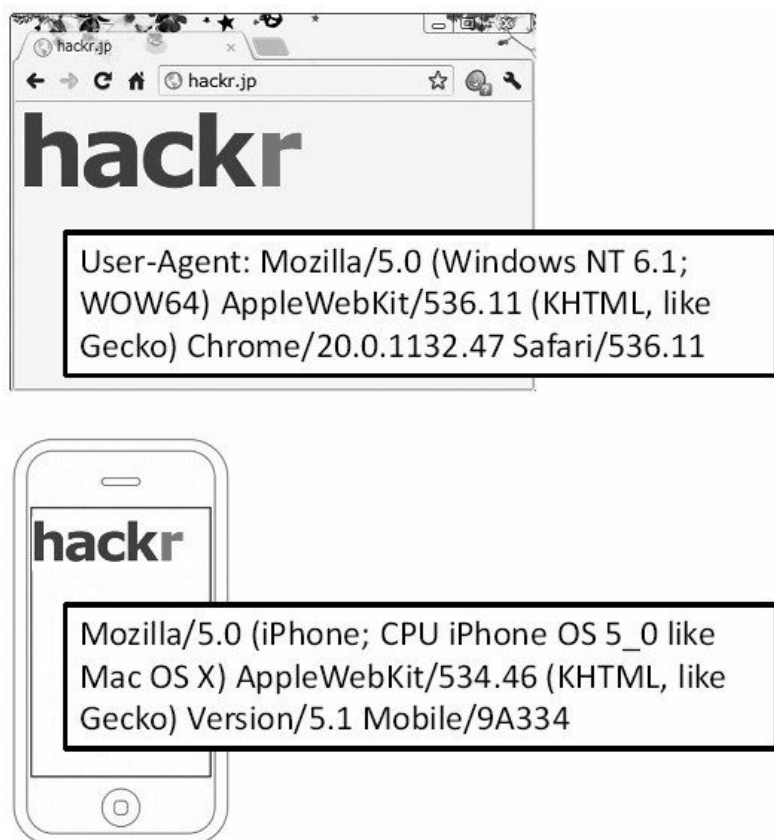 hackr.jp
hackr.jp
hackr
User-Agent: Mozilla/5.0 (Windows NT 6.1;
WOW64) AppleWebKit/536.11 (KHTML, like
Gecko) Chrome/20.0.1132.47 Safari/536.11
hackr
Mozilla/5.0 (iPhone; CPU iPhone OS 5_0 like
Mac OS X) AppleWebKit/534.46 (KHTML, like
Gecko) Version/5.1 Mobile/9A334